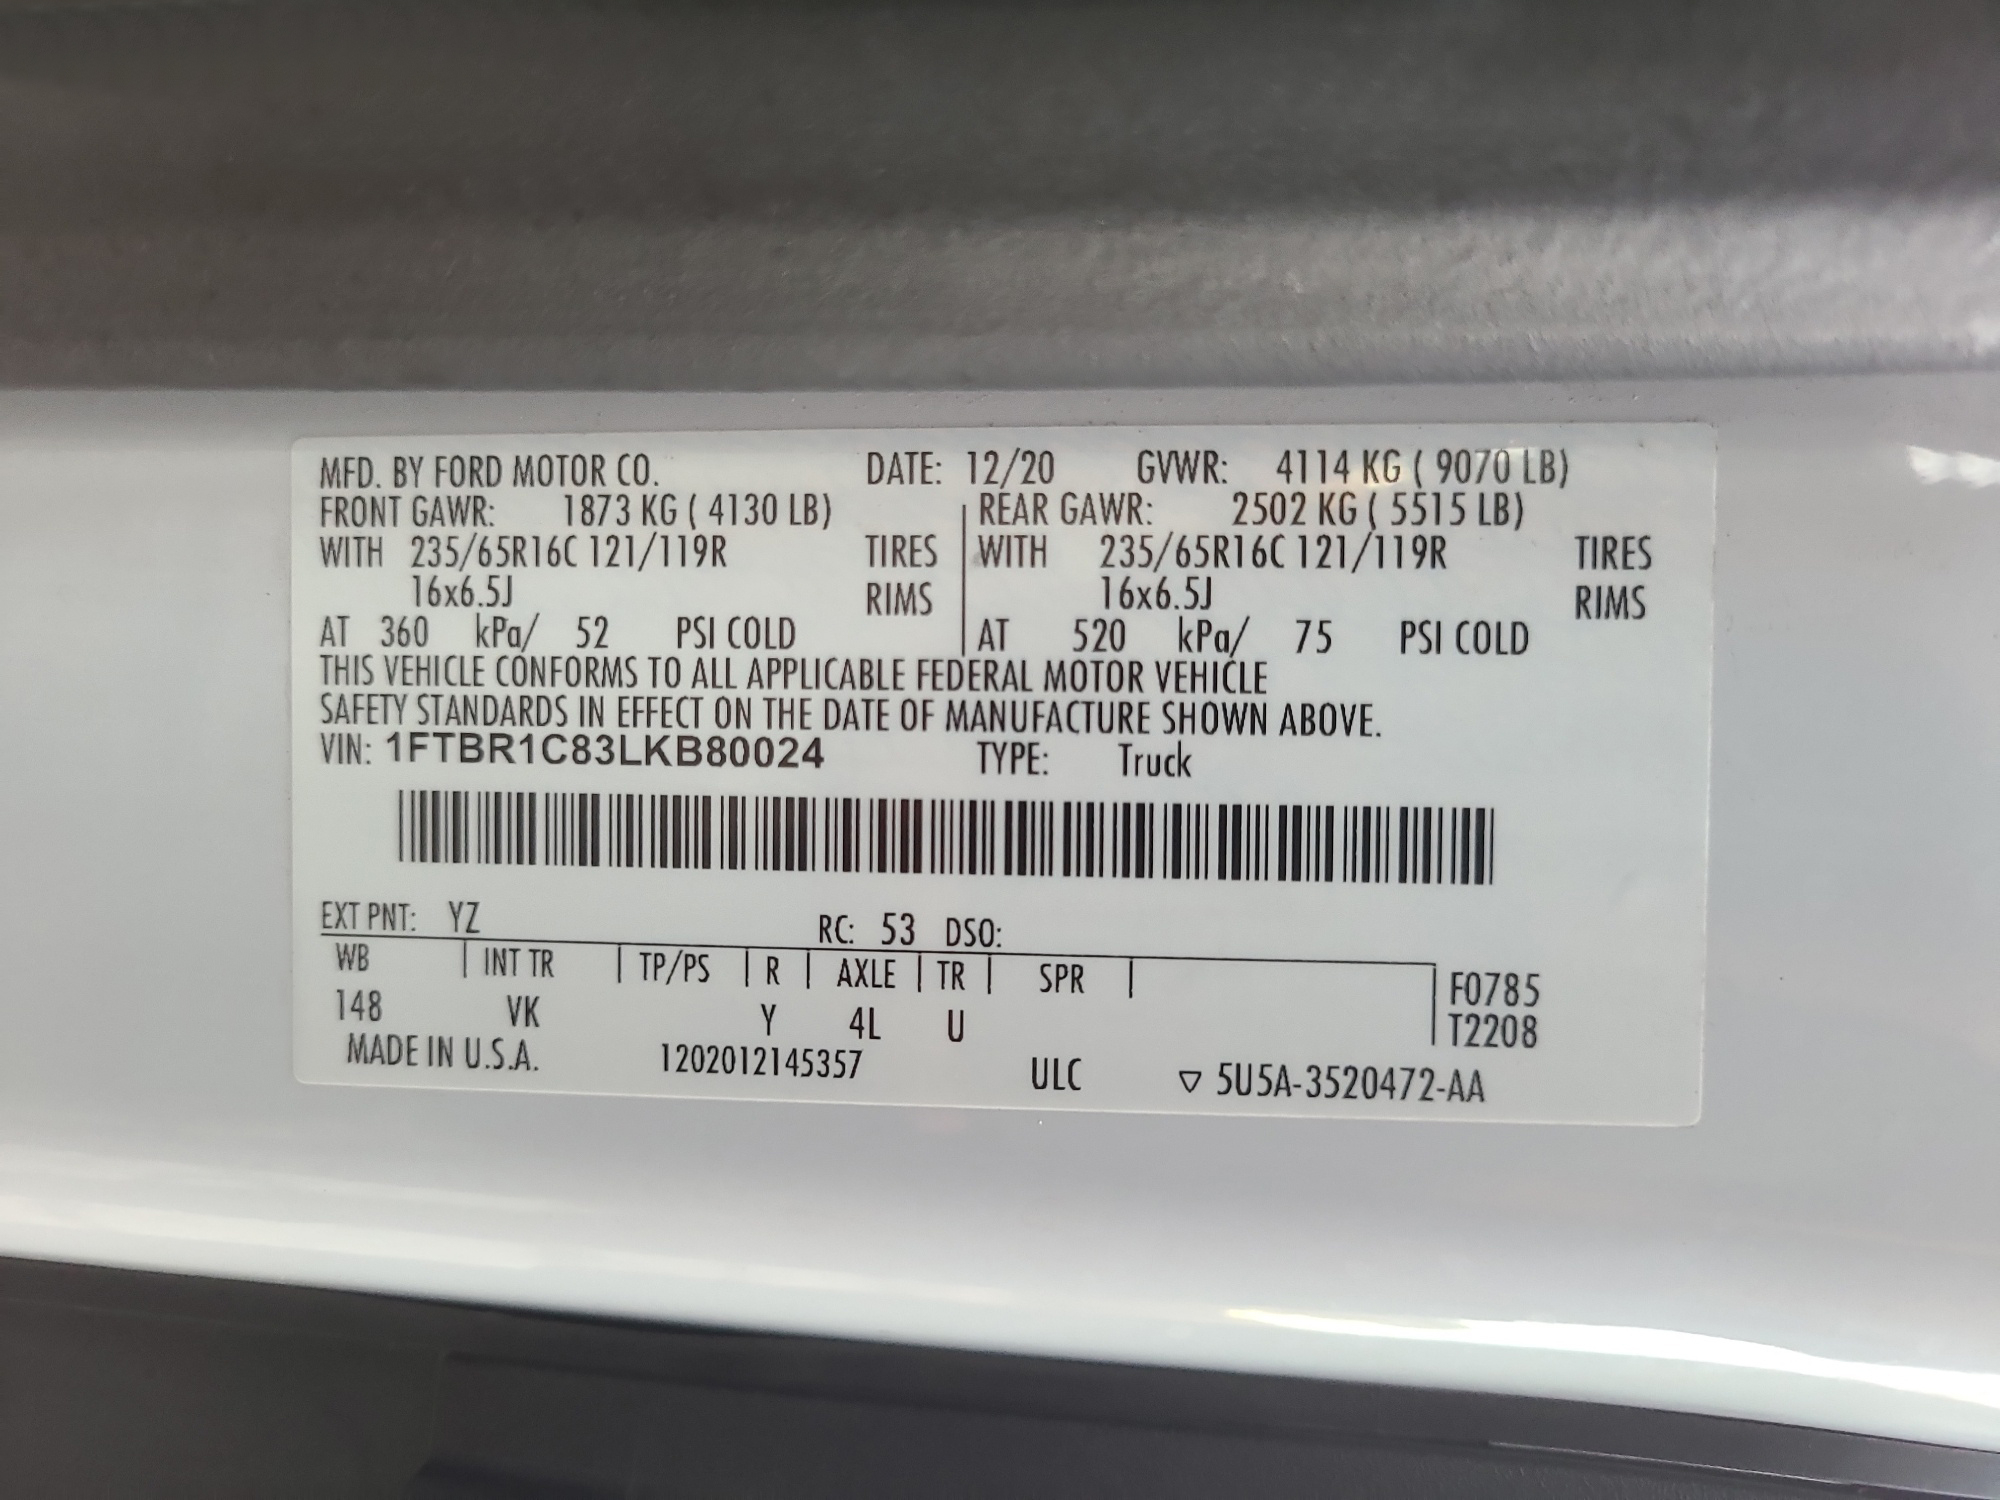 MFD. BY FORD MOTOR CO. DATE: 12/20 GVWR: 4114 KG ( 9070 LB)
FRONT GAWR: 1873 KG ( 4130 LB) REAR GAWR: 2502 KG ( 5515 LB)
WITH 235/65R16C 121/119R TIRES WITH 235/65R16C 121/119R TIRES
16x6.5J RIMS 16x6.5J RIMS
AT 360 kPa/ 52 PSI COLD AT 520 kPa/ 75 PSI COLD
THIS VEHICLE CONFORMS TO ALL APPLICABLE FEDERAL MOTOR VEHICLE
SAFETY STANDARDS IN EFFECT ON THE DATE OF MANUFACTURE SHOWN ABOVE.
VIN: 1FTBR1C83LKB80024 TYPE: Truck
EXT PNT: YZ RC: 53 DSO:
WB | INT TR | TP/PS | R | AXLE | TR | SPR | F0785
148 VK Y 4L U T2208
MADE IN U.S.A. 1202012145357 ULC ▽ 5U5A-3520472-AA